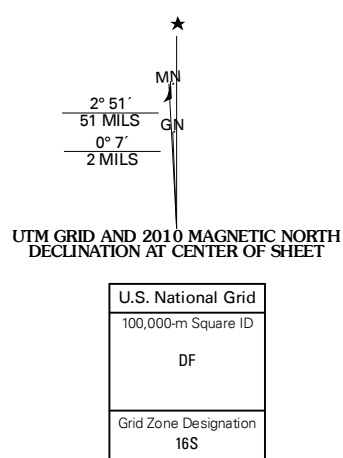 MN
2° 51´
51 MILS
GN
0° 7´
2 MILS
UTM GRID AND 2010 MAGNETIC NORTH
DECLINATION AT CENTER OF SHEET
U.S. National Grid
100,000-m Square ID
DF
Grid Zone Designation
16S